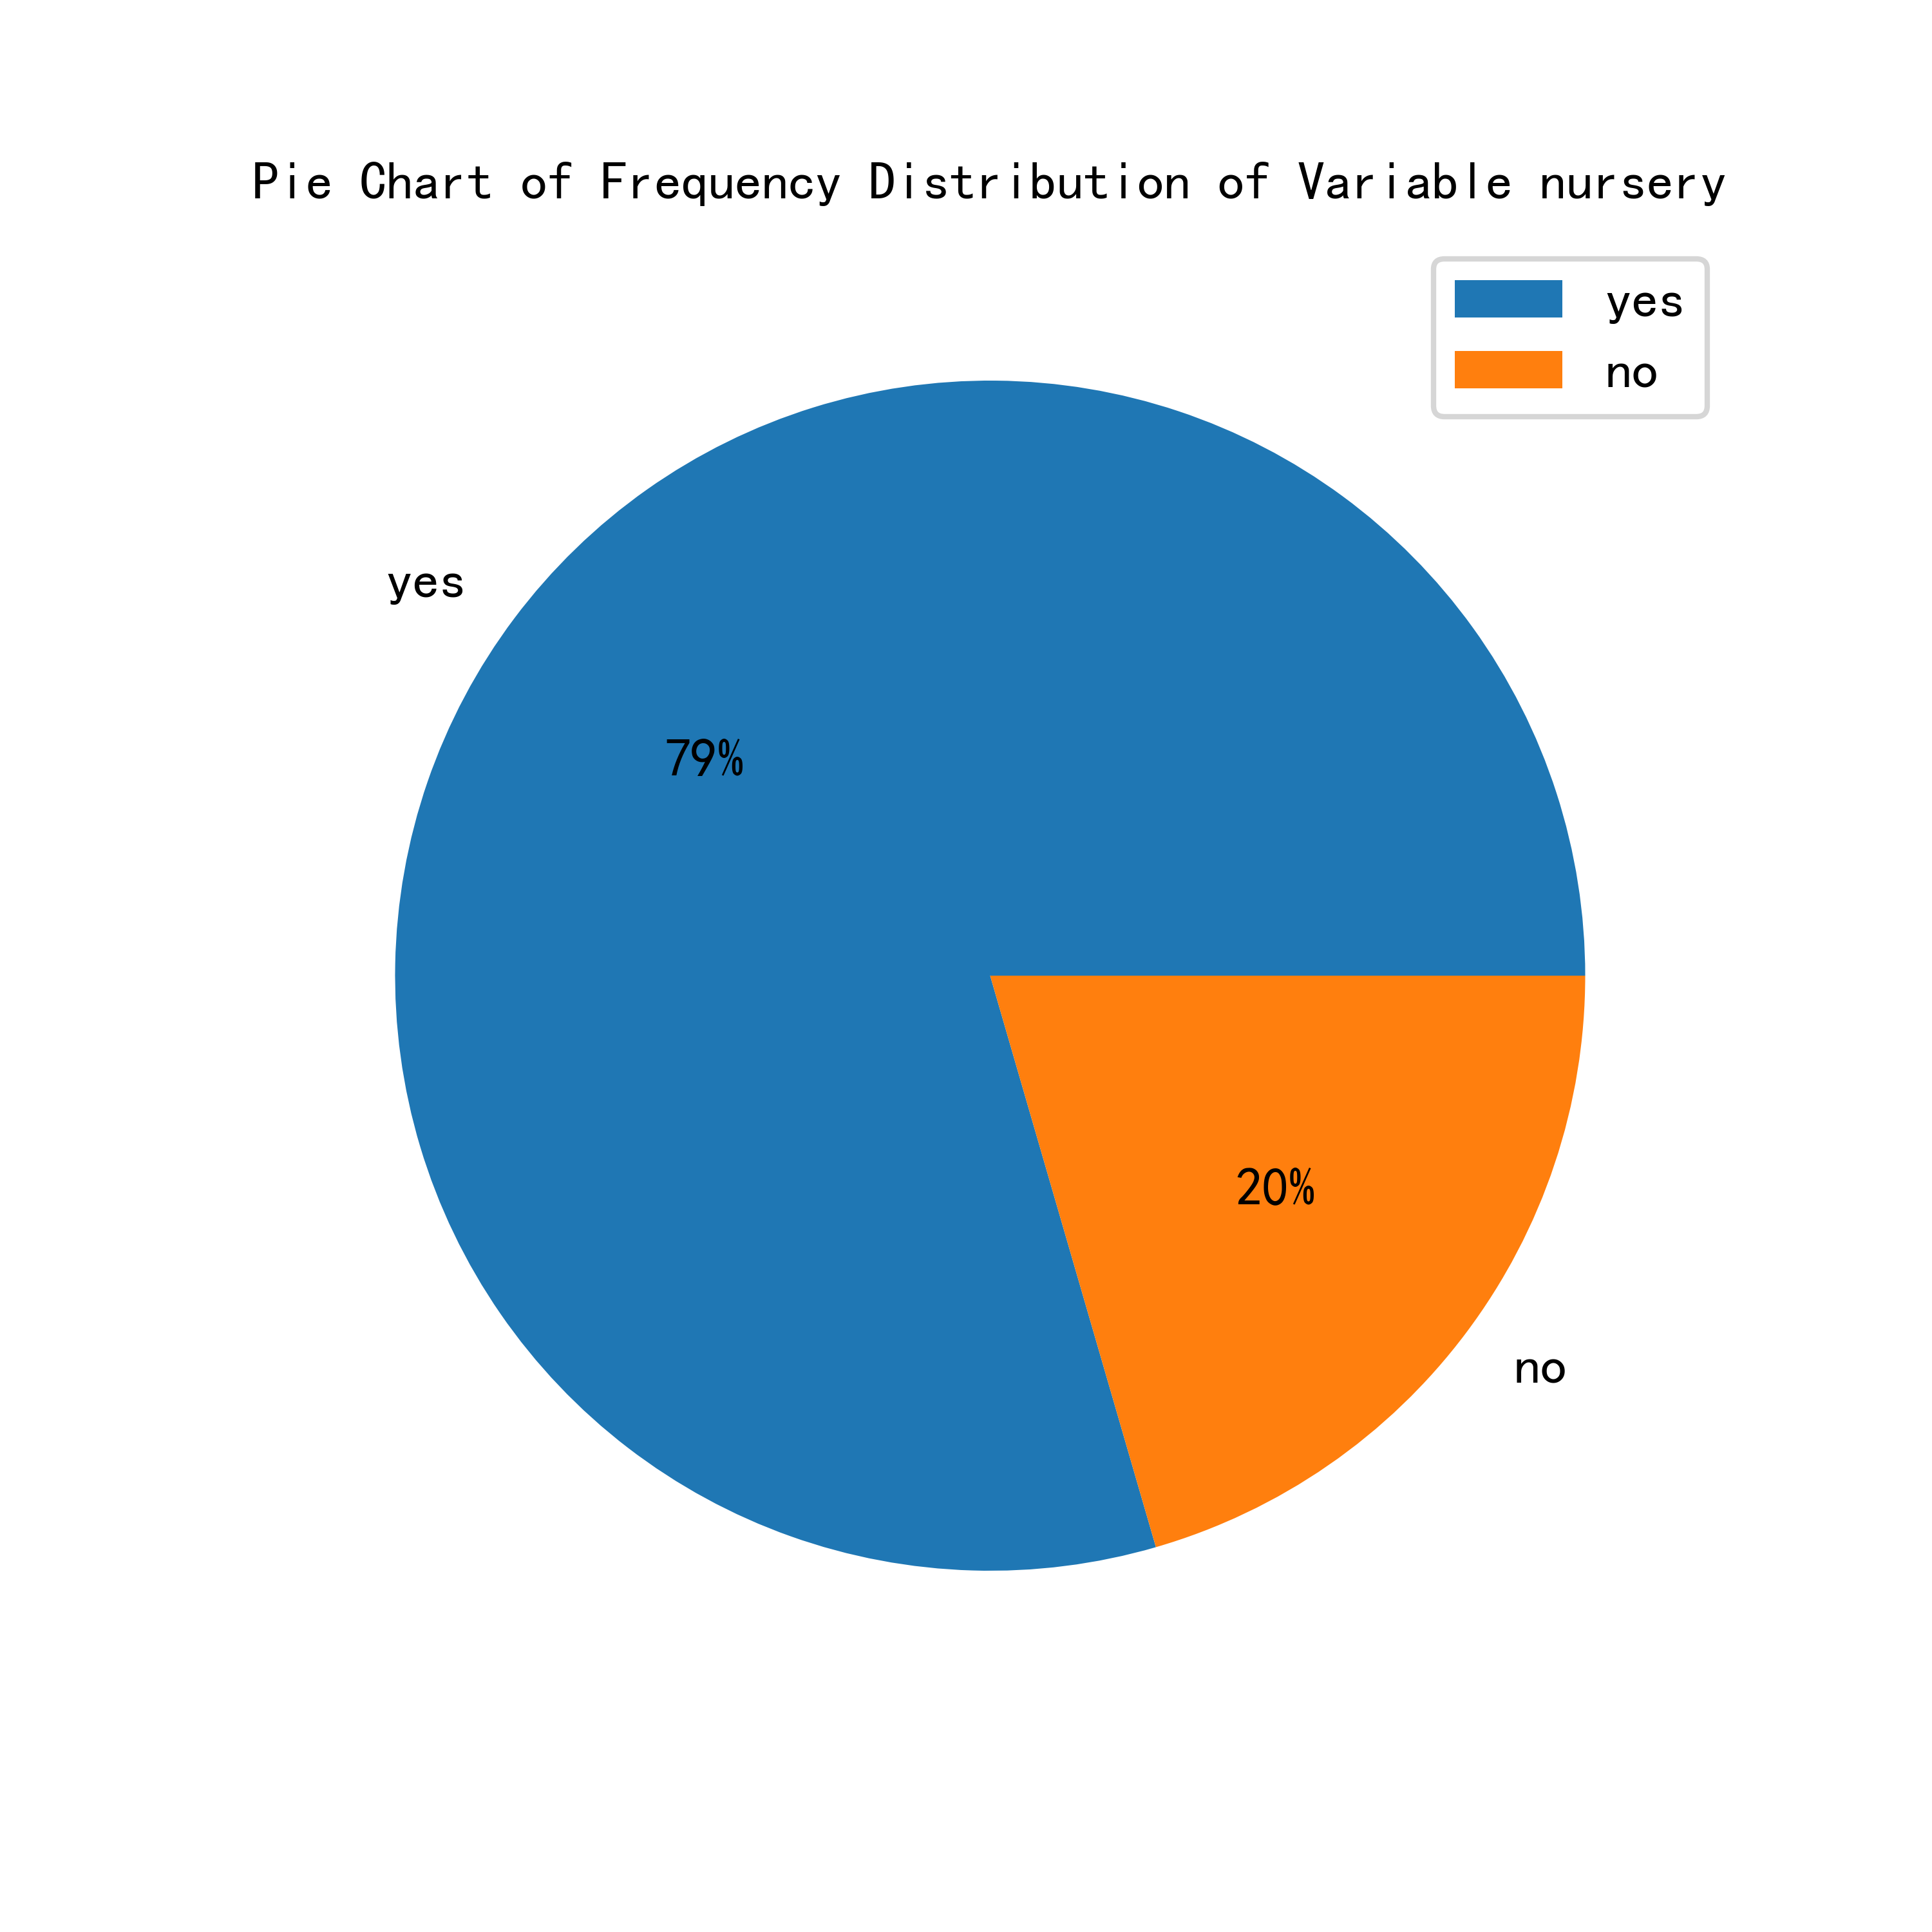 Pie Chart of Frequency Distribution of Variable nursery
yes
no
yes
79%
20%
no